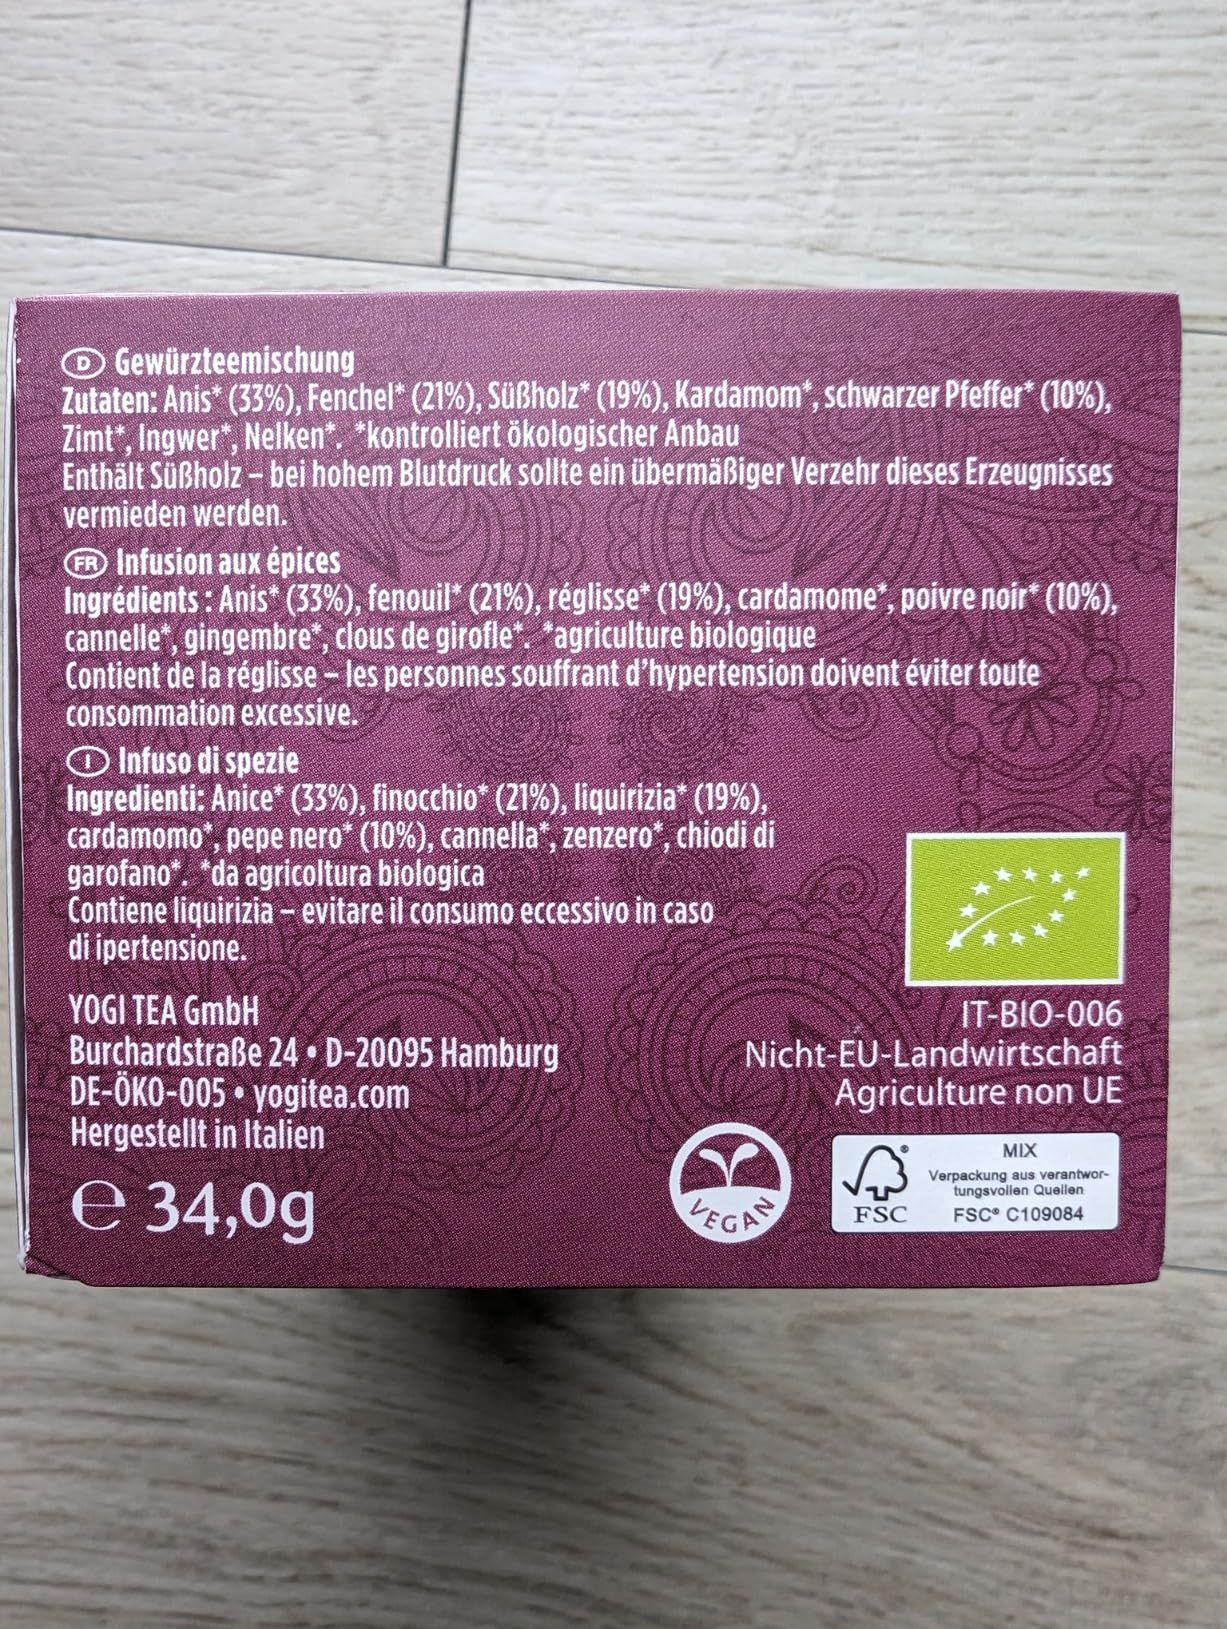 D Gewürzteemischung
Zutaten: Anis* (33%), Fenchel* (21%), Süßholz* (19%), Kardamom*, schwarzer Pfeffer* (10%),
Zimt*, Ingwer*, Nelken*. *kontrolliert ökologischer Anbau
Enthält Süßholz – bei hohem Blutdruck sollte ein übermäßiger Verzehr dieses Erzeugnisses
vermieden werden.
FR Infusion aux épices
Ingrédients : Anis* (33%), fenouil* (21%), réglisse* (19%), cardamome*, poivre noir* (10%),
cannelle*, gingembre*, clous de girofle*. *agriculture biologique
Contient de la réglisse – les personnes souffrant d'hypertension doivent éviter toute
consommation excessive.
I Infuso di spezie
Ingredienti: Anice* (33%), finocchio* (21%), liquirizia* (19%),
cardamomo*, pepe nero* (10%), cannella*, zenzero*, chiodi di
garofano*. *da agricoltura biologica
Contiene liquirizia – evitare il consumo eccessivo in caso
di ipertensione.
YOGI TEA GmbH
Burchardstraße 24 • D-20095 Hamburg
DE-ÖKO-005 • yogitea.com
Hergestellt in Italien
℮ 34,0g
IT-BIO-006
Nicht-EU-Landwirtschaft
Agriculture non UE
VEGAN
FSC
MIX
Verpackung aus verantwor-
tungsvollen Quellen
FSC® C109084